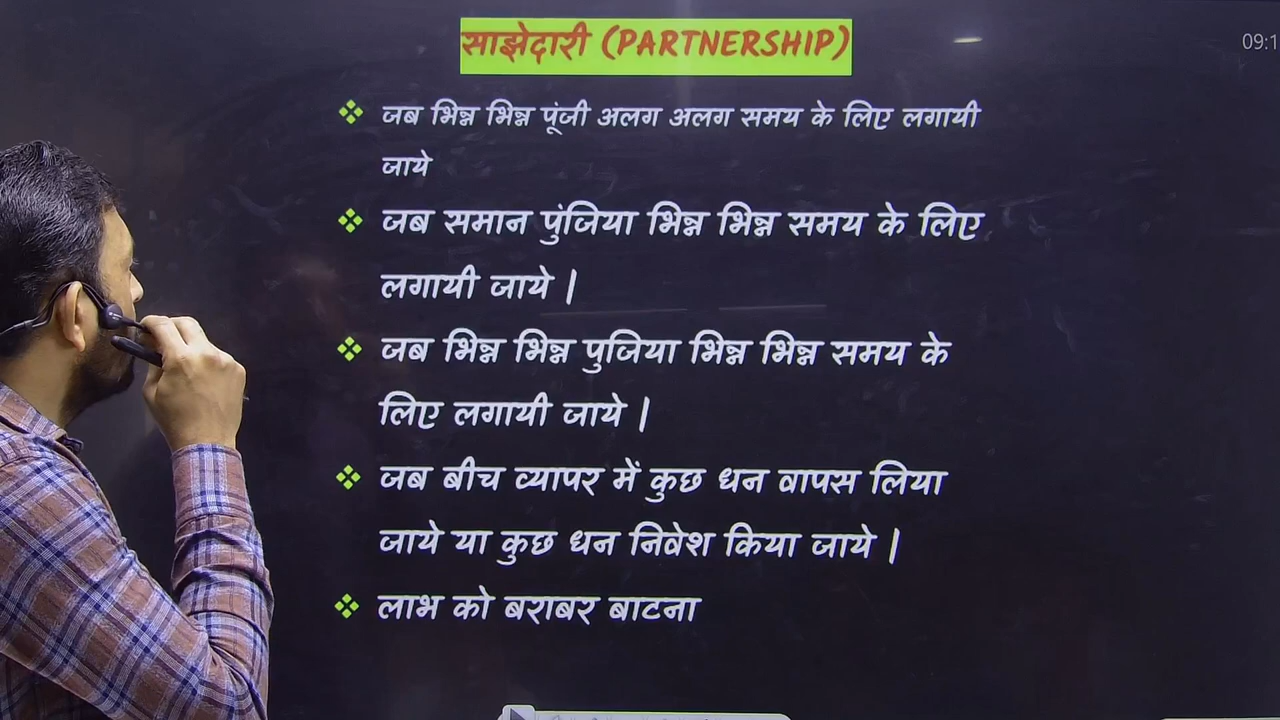 साझेदारी (PARTNERSHIP)
09:1
जब भिन्न भिन्न पूंजी अलग अलग समय के लिए लगायी
जाये
जब समान पुंजिया भिन्न भिन्न समय के लिए
लगायी जाये |
जब भिन्न भिन्न पुजिया भिन्न भिन्न समय के
लिए लगायी जाये |
जब बीच व्यापर में कुछ धन वापस लिया
जाये या कुछ धन निवेश किया जाये |
लाभ को बराबर बाटना